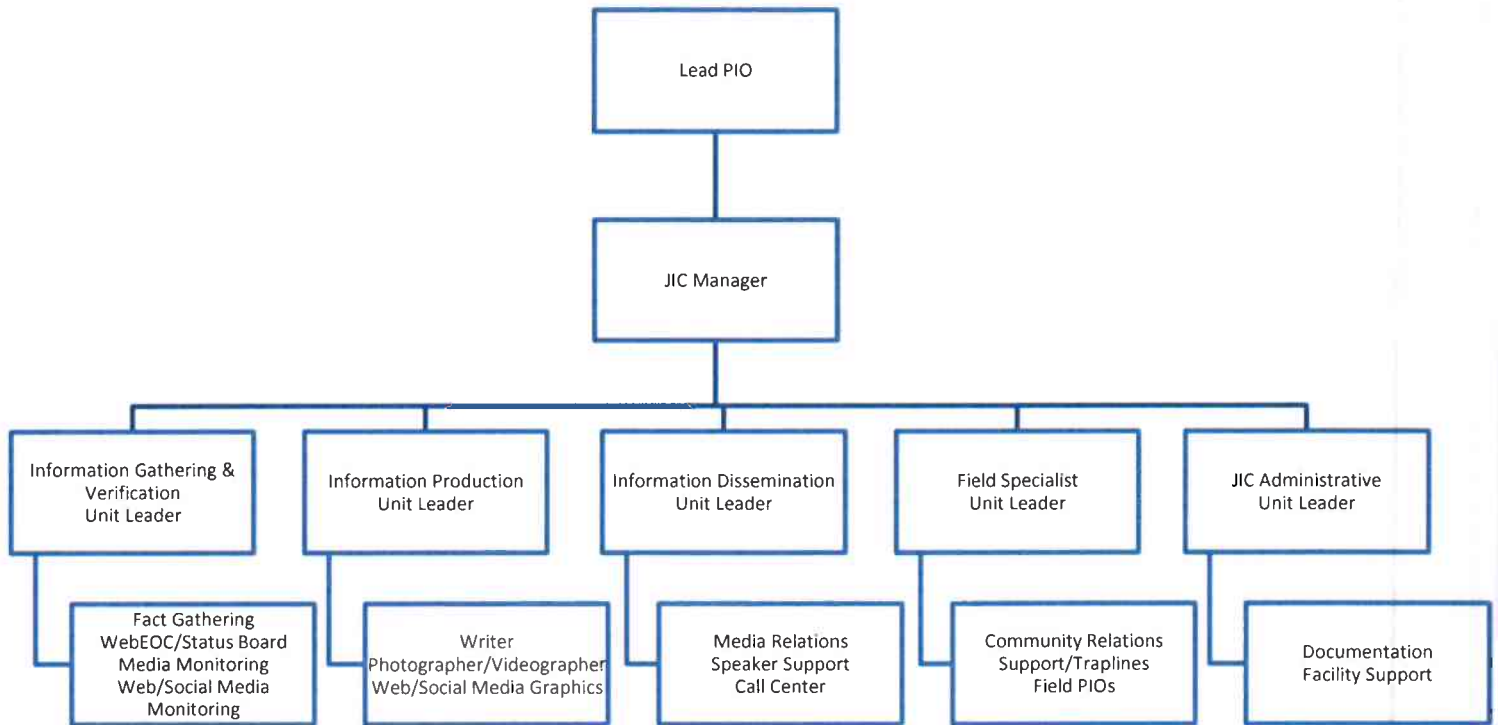 Lead PIO
JIC Manager
Information Gathering &
Verification
Unit Leader
Information Production
Unit Leader
Information Dissemination
Unit Leader
Field Specialist
Unit Leader
JIC Administrative
Unit Leader
Fact Gathering
WebEOC/Status Board
Media Monitoring
Web/Social Media
Monitoring
Writer
Photographer/Videographer
Web/Social Media Graphics
Media Relations
Speaker Support
Call Center
Community Relations
Support/Traplines
Field PIOs
Documentation
Facility Support